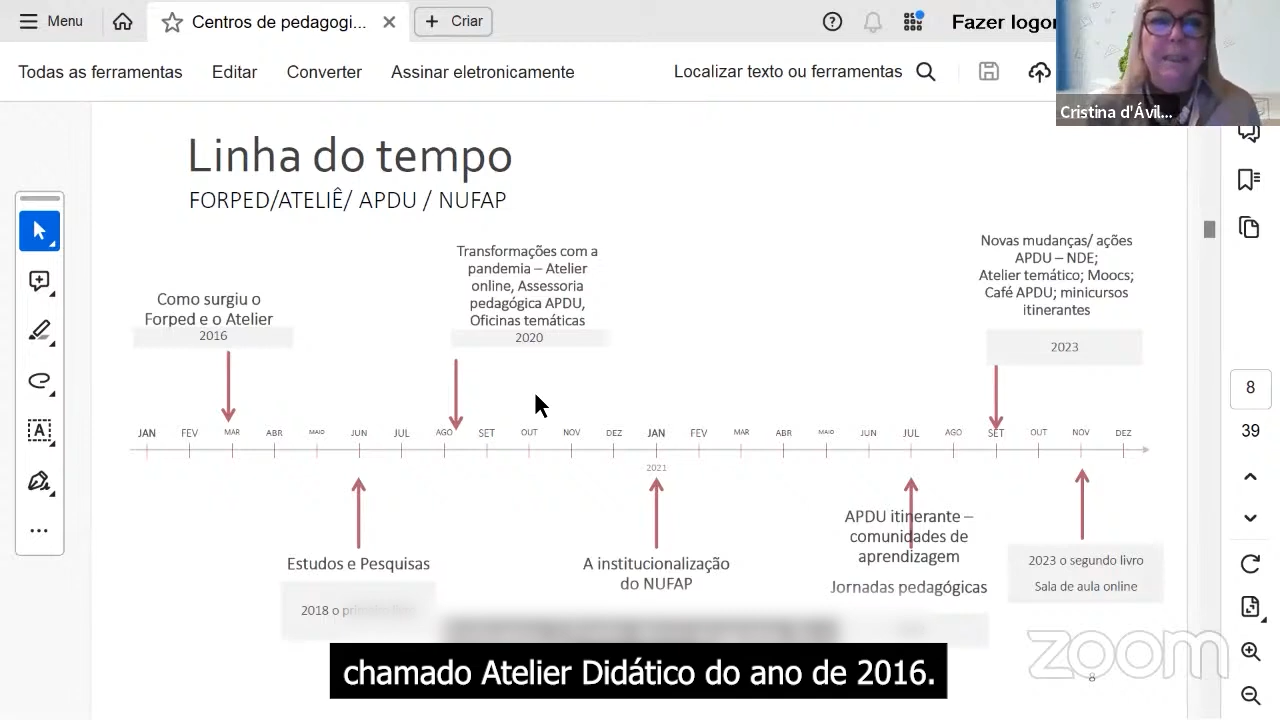 Menu
Centros de pedagogi...
Criar
Fazer logon
Todas as ferramentas
Editar
Converter
Assinar eletronicamente
Localizar texto ou ferramentas
Cristina d'Ávil...
Linha do tempo
FORPED/ATELIÊ/ APDU / NUFAP
Como surgiu o
Forped e o Atelier
2016
Transformações com a
pandemia – Atelier
online, Assessoria
pedagógica APDU,
Oficinas temáticas
2020
Novas mudanças/ ações
APDU – NDE;
Atelier temático; Moocs;
Café APDU; minicursos
itinerantes
2023
JAN FEV MAR ABR MAIO JUN JUL AGO SET OUT NOV DEZ JAN FEV MAR ABR MAIO JUN JUL AGO SET OUT NOV DEZ
2021
Estudos e Pesquisas
2018 o
A institucionalização
do NUFAP
APDU itinerante –
comunidades de
aprendizagem
Jornadas pedagógicas
2023 o segundo livro
Sala de aula online
8
39
zoom
8
chamado Atelier Didático do ano de 2016.